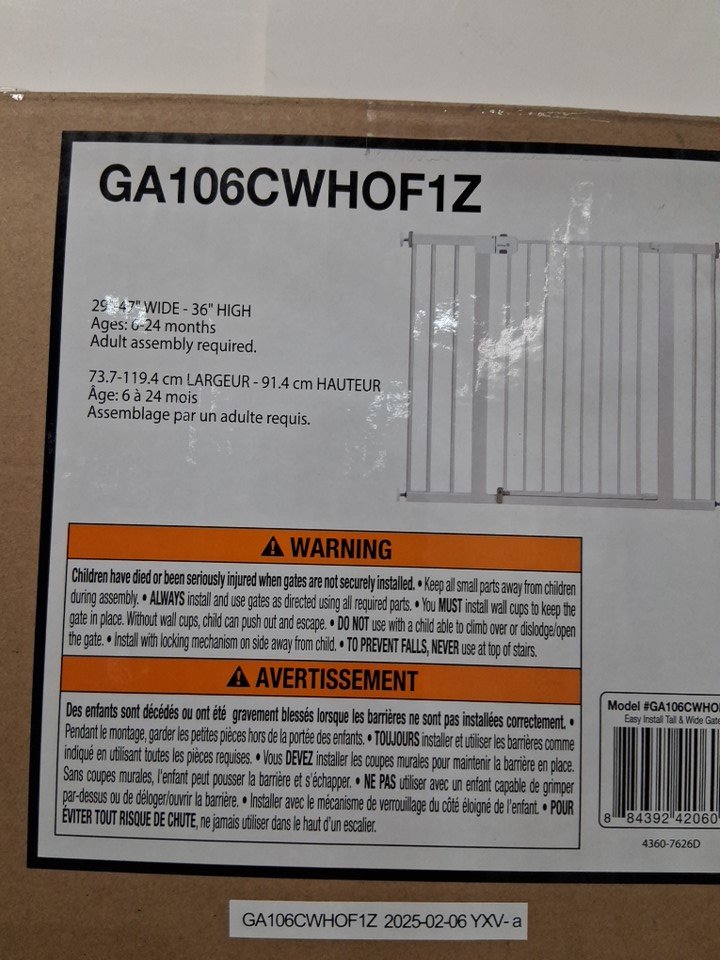 GA106CWHOF1Z
29"-47" WIDE - 36" HIGH
Ages: 6-24 months
Adult assembly required.
73.7-119.4 cm LARGEUR - 91.4 cm HAUTEUR
Âge: 6 à 24 mois
Assemblage par un adulte requis.
⚠ WARNING
Children have died or been seriously injured when gates are not securely installed. • Keep all small parts away from children
during assembly. • ALWAYS install and use gates as directed using all required parts. • You MUST install wall cups to keep the
gate in place. Without wall cups, child can push out and escape. • DO NOT use with a child able to climb over or dislodge/open
the gate. • Install with locking mechanism on side away from child. • TO PREVENT FALLS, NEVER use at top of stairs.
⚠ AVERTISSEMENT
Des enfants sont décédés ou ont été gravement blessés lorsque les barrières ne sont pas installées correctement. •
Pendant le montage, garder les petites pièces hors de la portée des enfants. • TOUJOURS installer et utiliser les barrières comme
indiqué en utilisant toutes les pièces requises. • Vous DEVEZ installer les coupes murales pour maintenir la barrière en place.
Sans coupes murales, l'enfant peut pousser la barrière et s'échapper. • NE PAS utiliser avec un enfant capable de grimper
par-dessus ou de déloger/ouvrir la barrière. • Installer avec le mécanisme de verrouillage du côté éloigné de l'enfant. • POUR
ÉVITER TOUT RISQUE DE CHUTE, ne jamais utiliser dans le haut d'un escalier.
Model #GA106CWHO
Easy Install Tall & Wide Gate
8 84392 42060
4360-7626D
GA106CWHOF1Z 2025-02-06 YXV- a